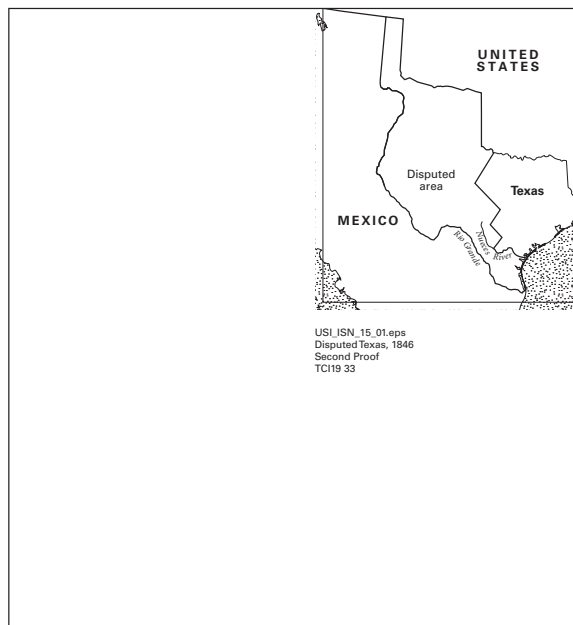 UNITED
STATES
Disputed
area
Texas
MEXICO
Rio Grande
Nueces
River
USI_ISN_15_01.eps
Disputed Texas, 1846
Second Proof
TCI19 33